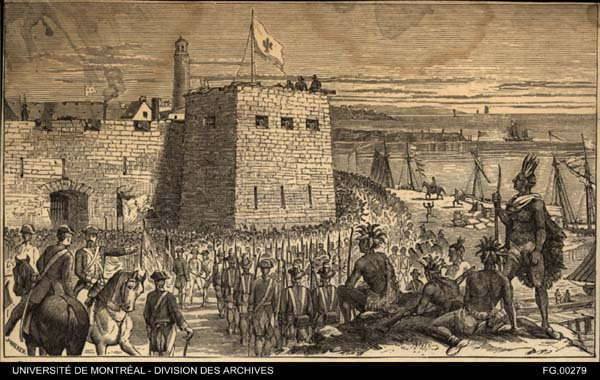 UNIVERSITÉ DE MONTRÉAL - DIVISION DES ARCHIVES
FG,00279